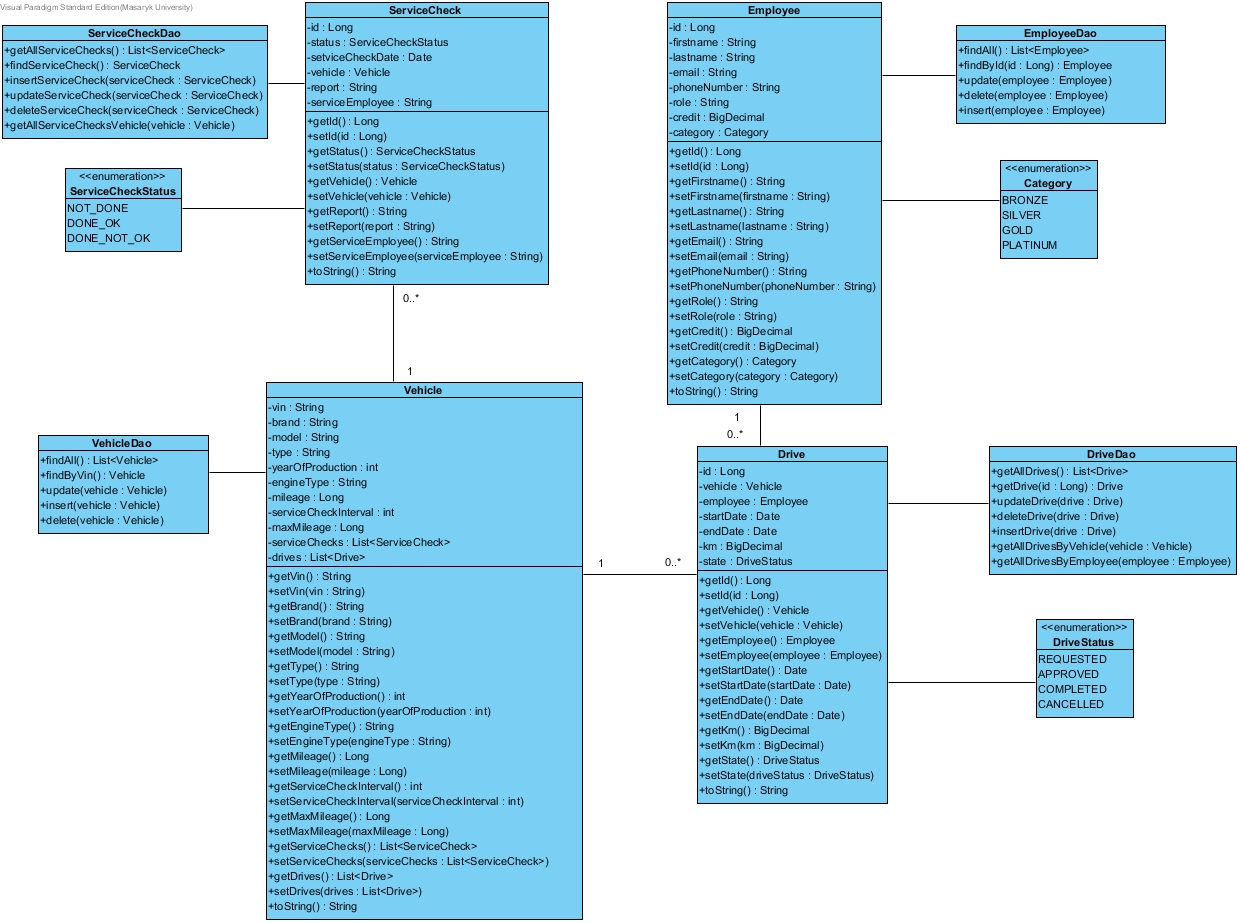 Visual Paradigm Standard Edition(Masaryk University)
ServiceCheckDao
+getAllServiceChecks() : List<ServiceCheck>
+findServiceCheck() : ServiceCheck
+insertServiceCheck(serviceCheck : ServiceCheck)
+updateServiceCheck(serviceCheck : ServiceCheck)
+deleteServiceCheck(serviceCheck : ServiceCheck)
+getAllServiceChecksVehicle(vehicle : Vehicle)
<<enumeration>>
ServiceCheckStatus
NOT_DONE
DONE_OK
DONE_NOT_OK
ServiceCheck
-id : Long
-status : ServiceCheckStatus
-setviceCheckDate : Date
-vehicle : Vehicle
-report : String
-serviceEmployee : String
+getId() : Long
+setId(id : Long)
+getStatus() : ServiceCheckStatus
+setStatus(status : ServiceCheckStatus)
+getVehicle() : Vehicle
+setVehicle(vehicle : Vehicle)
+getReport() : String
+setReport(report : String)
+getServiceEmployee() : String
+setServiceEmployee(serviceEmployee : String)
+toString() : String
0..*
1
Employee
-id : Long
-firstname : String
-lastname : String
-email : String
-phoneNumber : String
-role : String
-credit : BigDecimal
-category : Category
+getId() : Long
+setId(id : Long)
+getFirstname() : String
+setFirstname(firstname : String)
+getLastname() : String
+setLastname(lastname : String)
+getEmail() : String
+setEmail(email : String)
+getPhoneNumber() : String
+setPhoneNumber(phoneNumber : String)
+getRole() : String
+setRole(role : String)
+getCredit() : BigDecimal
+setCredit(credit : BigDecimal)
+getCategory() : Category
+setCategory(category : Category)
+toString() : String
1
0..*
EmployeeDao
+findAll() : List<Employee>
+findById(id : Long) : Employee
+update(employee : Employee)
+delete(employee : Employee)
+insert(employee : Employee)
<<enumeration>>
Category
BRONZE
SILVER
GOLD
PLATINUM
VehicleDao
+findAll() : List<Vehicle>
+findByVin() : Vehicle
+update(vehicle : Vehicle)
+insert(vehicle : Vehicle)
+delete(vehicle : Vehicle)
Vehicle
-vin : String
-brand : String
-model : String
-type : String
-yearOfProduction : int
-engineType : String
-mileage : Long
-serviceCheckInterval : int
-maxMileage : Long
-serviceChecks : List<ServiceCheck>
-drives : List<Drive>
+getVin() : String
+setVin(vin : String)
+getBrand() : String
+setBrand(brand : String)
+getModel() : String
+setModel(model : String)
+getType() : String
+setType(type : String)
+getYearOfProduction() : int
+setYearOfProduction(yearOfProduction : int)
+getEngineType() : String
+setEngineType(engineType : String)
+getMileage() : Long
+setMileage(mileage : Long)
+getServiceCheckInterval() : int
+setServiceCheckInterval(serviceCheckInterval : int)
+getMaxMileage() : Long
+setMaxMileage(maxMileage : Long)
+getServiceChecks() : List<ServiceCheck>
+setServiceChecks(serviceChecks : List<ServiceCheck>)
+getDrives() : List<Drive>
+setDrives(drives : List<Drive>)
+toString() : String
1
0..*
Drive
-id : Long
-vehicle : Vehicle
-employee : Employee
-startDate : Date
-endDate : Date
-km : BigDecimal
-state : DriveStatus
+getId() : Long
+setId(id : Long)
+getVehicle() : Vehicle
+setVehicle(vehicle : Vehicle)
+getEmployee() : Employee
+setEmployee(employee : Employee)
+getStartDate() : Date
+setStartDate(startDate : Date)
+getEndDate() : Date
+setEndDate(endDate : Date)
+getKm() : BigDecimal
+setKm(km : BigDecimal)
+getState() : DriveStatus
+setState(driveStatus : DriveStatus)
+toString() : String
DriveDao
+getAllDrives() : List<Drive>
+getDrive(id : Long) : Drive
+updateDrive(drive : Drive)
+deleteDrive(drive : Drive)
+insertDrive(drive : Drive)
+getAllDrivesByVehicle(vehicle : Vehicle)
+getAllDrivesByEmployee(employee : Employee)
<<enumeration>>
DriveStatus
REQUESTED
APPROVED
COMPLETED
CANCELLED